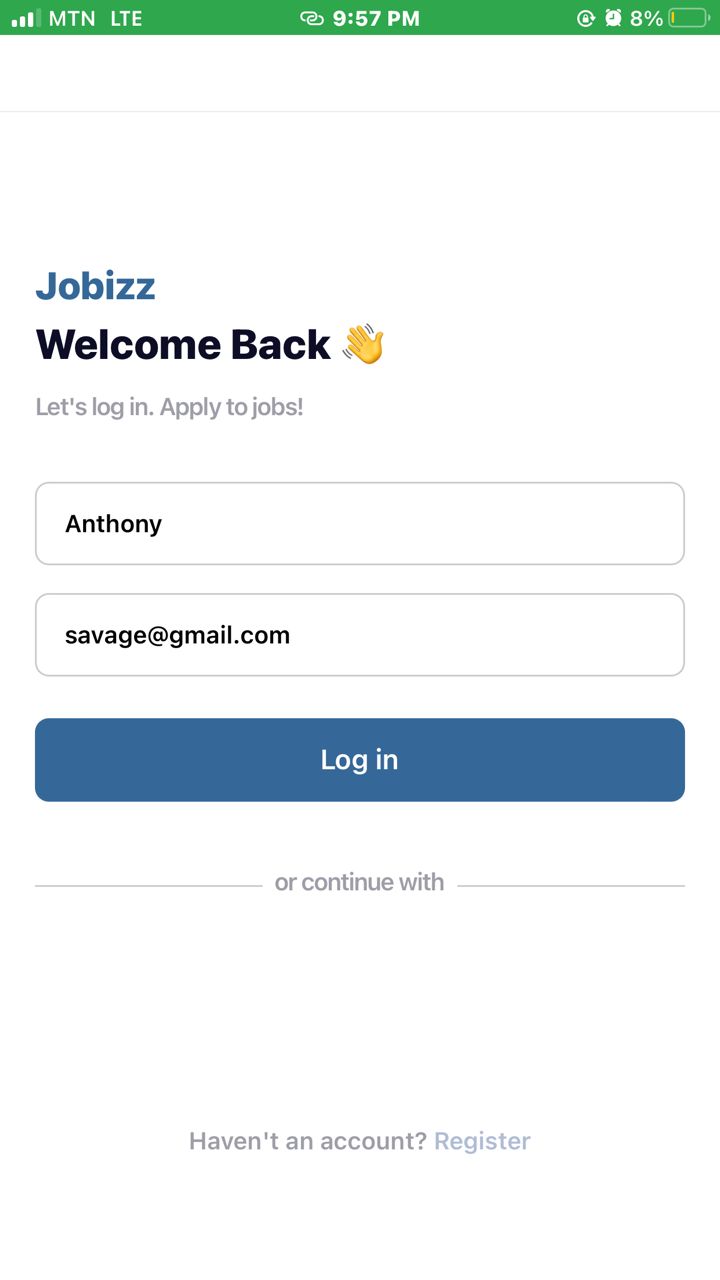 MTN LTE 9:57 PM 8%
Jobizz
Welcome Back 👋
Let's log in. Apply to jobs!
Anthony
savage@gmail.com
Log in
or continue with
Haven't an account? Register